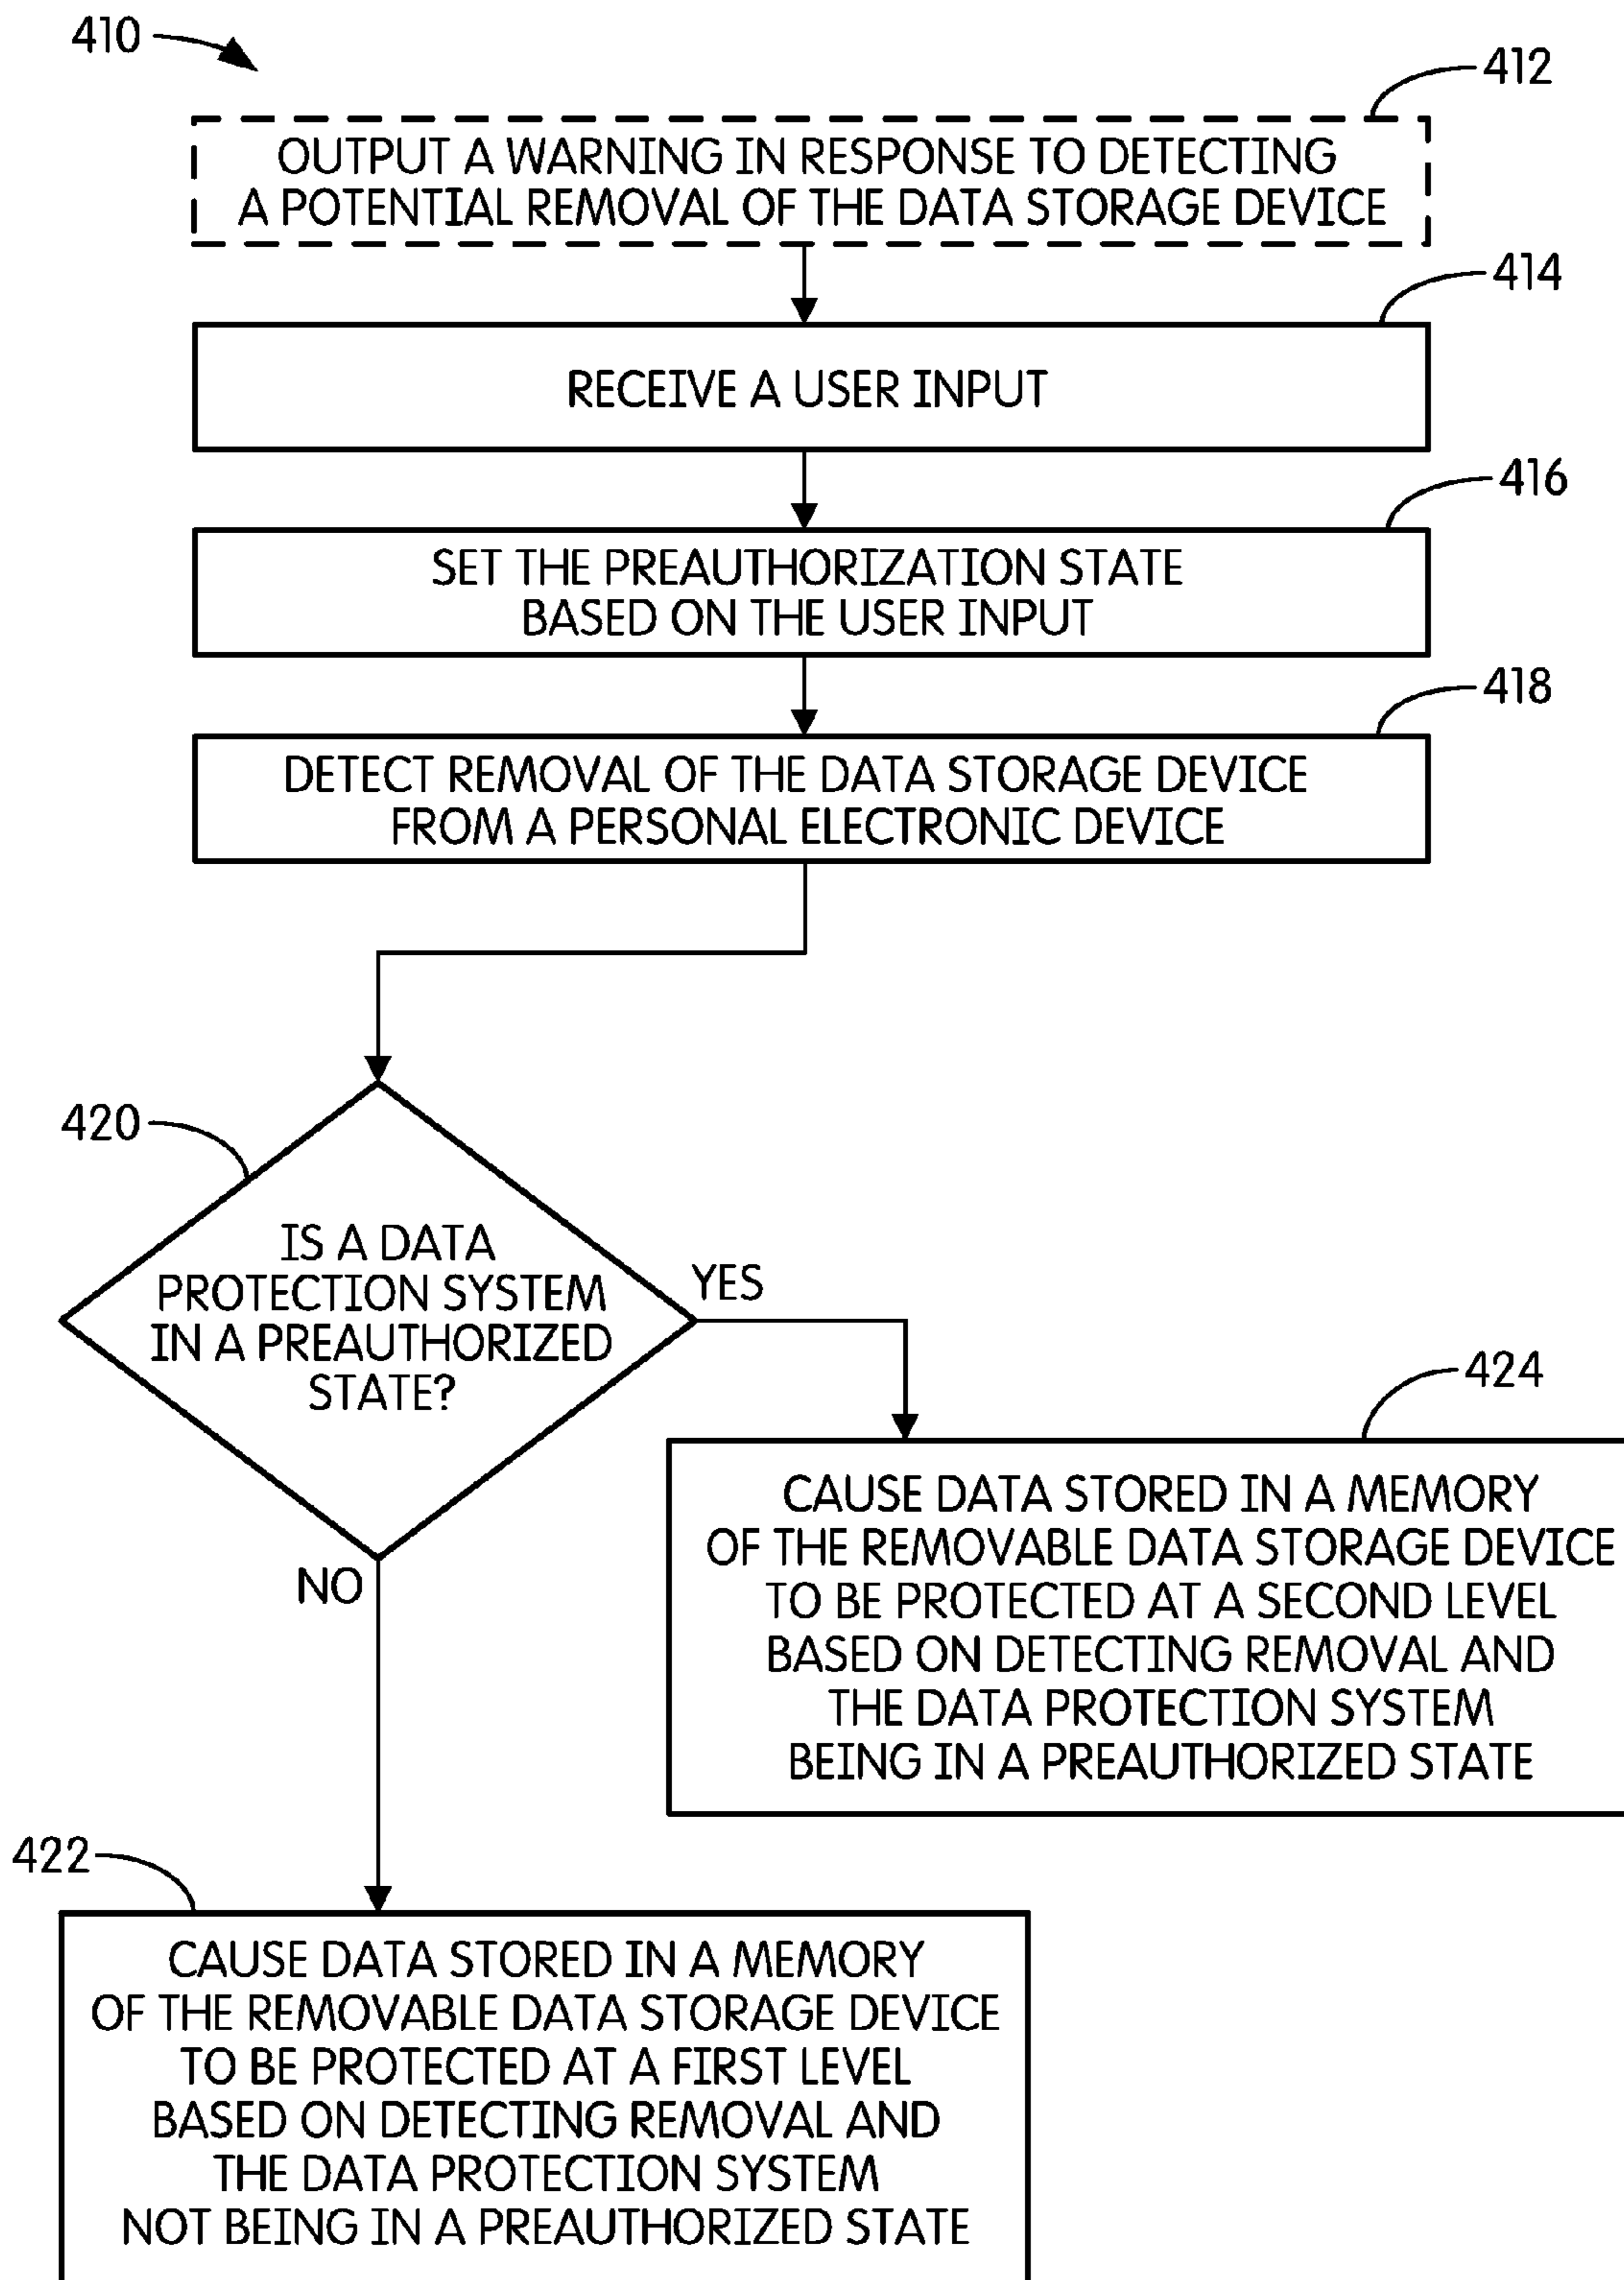 410
412
OUTPUT A WARNING IN RESPONSE TO DETECTING
A POTENTIAL REMOVAL OF THE DATA STORAGE DEVICE
414
RECEIVE A USER INPUT
416
SET THE PREAUTHORIZATION STATE
BASED ON THE USER INPUT
418
DETECT REMOVAL OF THE DATA STORAGE DEVICE
FROM A PERSONAL ELECTRONIC DEVICE
420
IS A DATA
PROTECTION SYSTEM
IN A PREAUTHORIZED
STATE?
YES
NO
424
CAUSE DATA STORED IN A MEMORY
OF THE REMOVABLE DATA STORAGE DEVICE
TO BE PROTECTED AT A SECOND LEVEL
BASED ON DETECTING REMOVAL AND
THE DATA PROTECTION SYSTEM
BEING IN A PREAUTHORIZED STATE
422
CAUSE DATA STORED IN A MEMORY
OF THE REMOVABLE DATA STORAGE DEVICE
TO BE PROTECTED AT A FIRST LEVEL
BASED ON DETECTING REMOVAL AND
THE DATA PROTECTION SYSTEM
NOT BEING IN A PREAUTHORIZED STATE